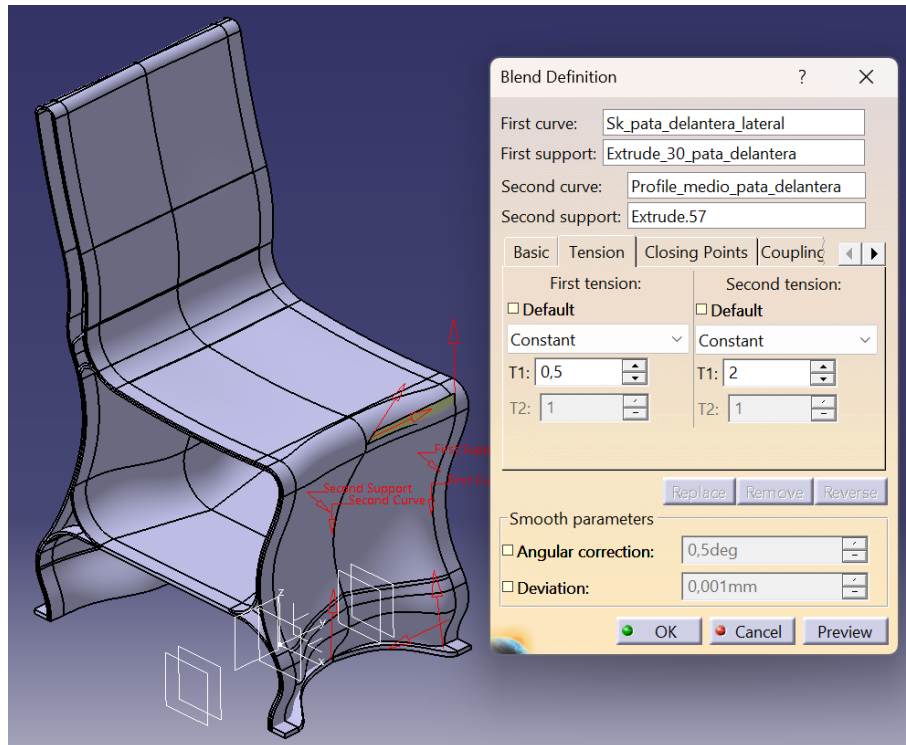 Blend Definition ? X
First curve: Sk_pata_delantera_lateral
First support: Extrude_30_pata_delantera
Second curve: Profile_medio_pata_delantera
Second support: Extrude.57
Basic Tension Closing Points Coupling
First tension: Second tension:
Default Default
Constant Constant
T1: 0,5 T1: 2
T2: 1 T2: 1
Replace Remove Reverse
Smooth parameters
Angular correction: 0,5deg
Deviation: 0,001mm
OK Cancel Preview
First
Second Support
Second Curve
z
y
x